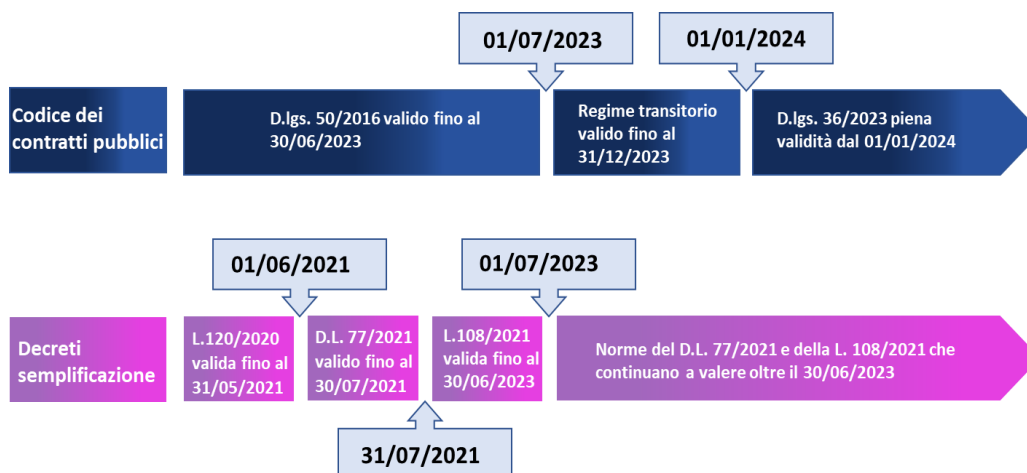 01/07/2023
01/01/2024
Codice dei
contratti pubblici
D.lgs. 50/2016 valido fino al
30/06/2023
Regime transitorio
valido fino al
31/12/2023
D.lgs. 36/2023 piena
validità dal 01/01/2024
01/06/2021
01/07/2023
Decreti
semplificazione
L.120/2020
valida fino al
31/05/2021
D.L. 77/2021
valido fino al
30/07/2021
L.108/2021
valida fino al
30/06/2023
Norme del D.L. 77/2021 e della L. 108/2021 che
continuano a valere oltre il 30/06/2023
31/07/2021